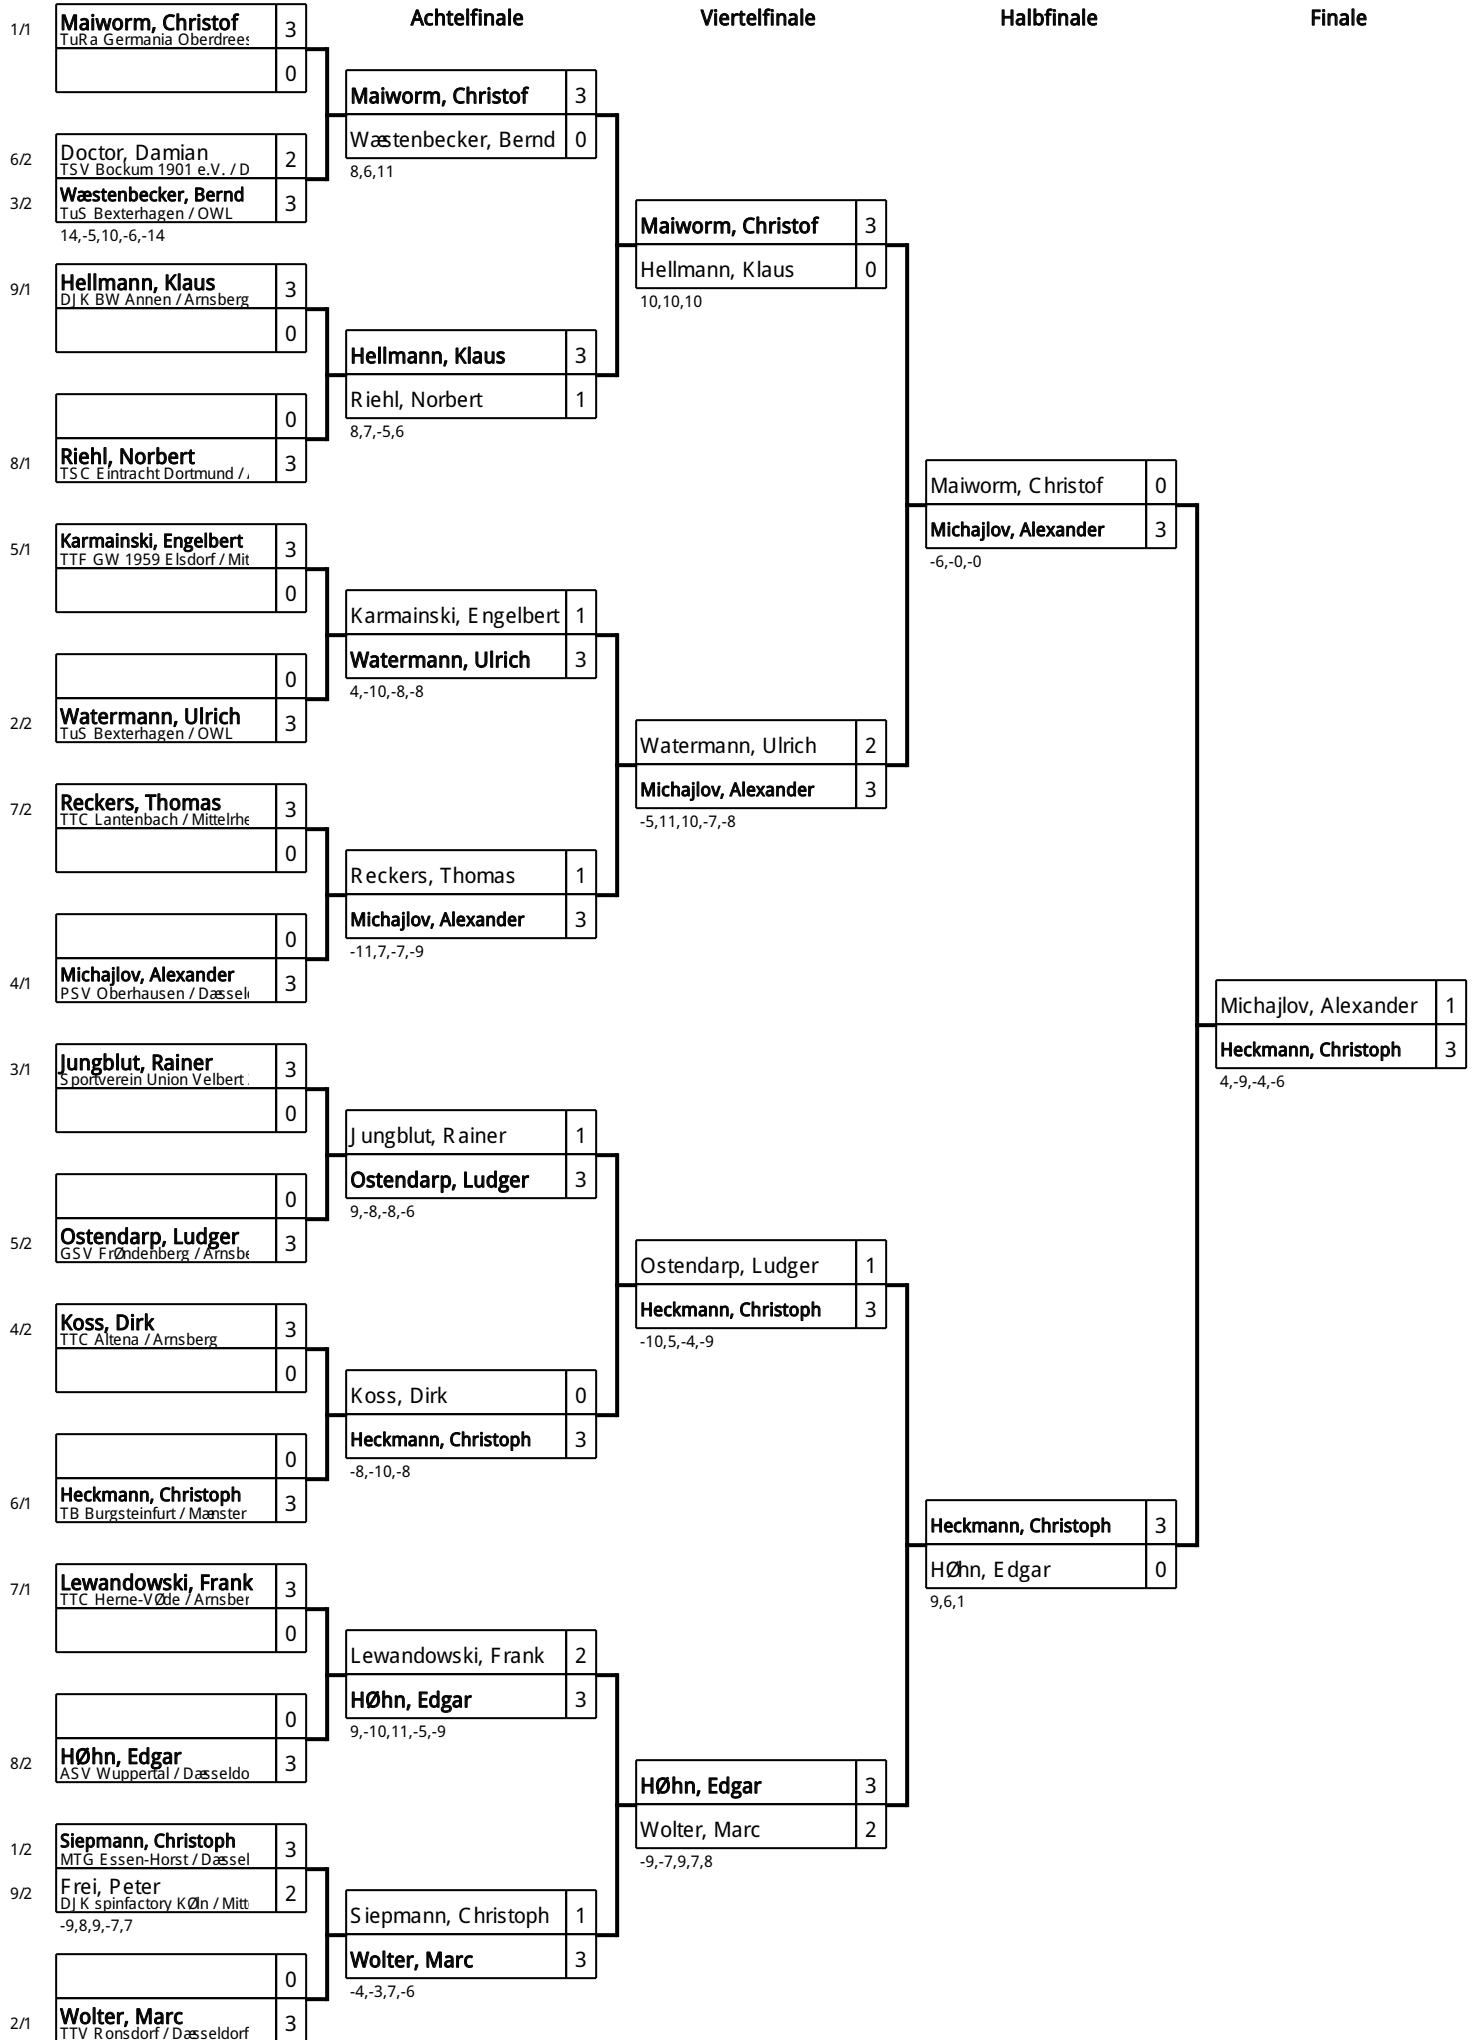 Achtelfinale
Viertelfinale
Halbfinale
Finale
1/1
Maiworm, Christof 3
TuRa Germania Oberdrees
0
6/2
Doctor, Damian 2
TSV Bockum 1901 e.V. / D
3/2
Wæstenbecker, Bernd 3
TuS Bexterhagen / OWL
14,-5,10,-6,-14
9/1
Hellmann, Klaus 3
DJK BW Annen / Arnsberg
0
0
8/1
Riehl, Norbert 3
TSC Eintracht Dortmund /
5/1
Karmainski, Engelbert 3
TTF GW 1959 Elsdorf / Mit
0
0
2/2
Watermann, Ulrich 3
TuS Bexterhagen / OWL
7/2
Reckers, Thomas 3
TTC Lantenbach / Mittelrhe
0
0
4/1
Michajlov, Alexander 3
PSV Oberhausen / Dæssel
3/1
Jungblut, Rainer 3
Sportverein Union Velbert
0
0
5/2
Ostendarp, Ludger 3
GSV FrØndenberg / Arnsbe
4/2
Koss, Dirk 3
TTC Altena / Arnsberg
0
0
6/1
Heckmann, Christoph 3
TB Burgsteinfurt / Mænster
7/1
Lewandowski, Frank 3
TTC Herne-VØde / Arnsber
0
0
8/2
HØhn, Edgar 3
ASV Wuppertal / Dæsseldo
1/2
Siepmann, Christoph 3
MTG Essen-Horst / Dæssel
9/2
Frei, Peter 2
DJK spinfactory KØln / Mitt
-9,8,9,-7,7
0
2/1
Wolter, Marc 3
TTV Ronsdorf / Dæsseldorf
Maiworm, Christof 3
Wæstenbecker, Bernd 0
8,6,11
Hellmann, Klaus 3
Riehl, Norbert 1
8,7,-5,6
Karmainski, Engelbert 1
Watermann, Ulrich 3
4,-10,-8,-8
Reckers, Thomas 1
Michajlov, Alexander 3
-11,7,-7,-9
Jungblut, Rainer 1
Ostendarp, Ludger 3
9,-8,-8,-6
Koss, Dirk 0
Heckmann, Christoph 3
-8,-10,-8
Lewandowski, Frank 2
HØhn, Edgar 3
9,-10,11,-5,-9
Siepmann, Christoph 1
Wolter, Marc 3
-4,-3,7,-6
Maiworm, Christof 3
Hellmann, Klaus 0
10,10,10
Watermann, Ulrich 2
Michajlov, Alexander 3
-5,11,10,-7,-8
Ostendarp, Ludger 1
Heckmann, Christoph 3
-10,5,-4,-9
HØhn, Edgar 3
Wolter, Marc 2
-9,-7,9,7,8
Maiworm, Christof 0
Michajlov, Alexander 3
-6,-0,-0
Heckmann, Christoph 3
HØhn, Edgar 0
9,6,1
Michajlov, Alexander 1
Heckmann, Christoph 3
4,-9,-4,-6